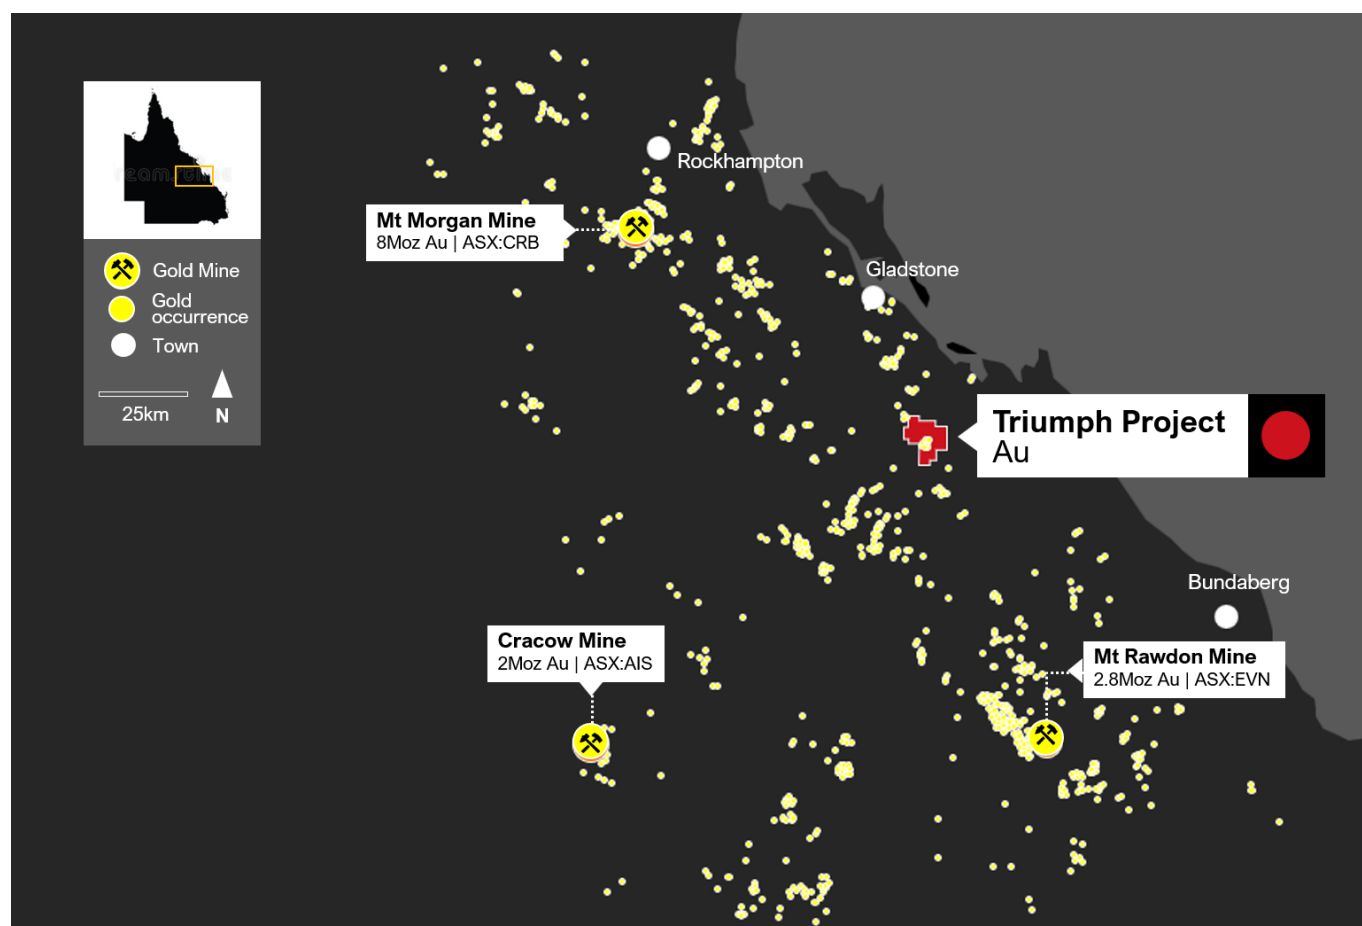 Rockhampton
Mt Morgan Mine
8Moz Au | ASX:CRB
Gold Mine
Gold
occurrence
Town
25km
N
Gladstone
Triumph Project
Au
Bundaberg
Cracow Mine
2Moz Au | ASX:AIS
Mt Rawdon Mine
2.8Moz Au | ASX:EVN